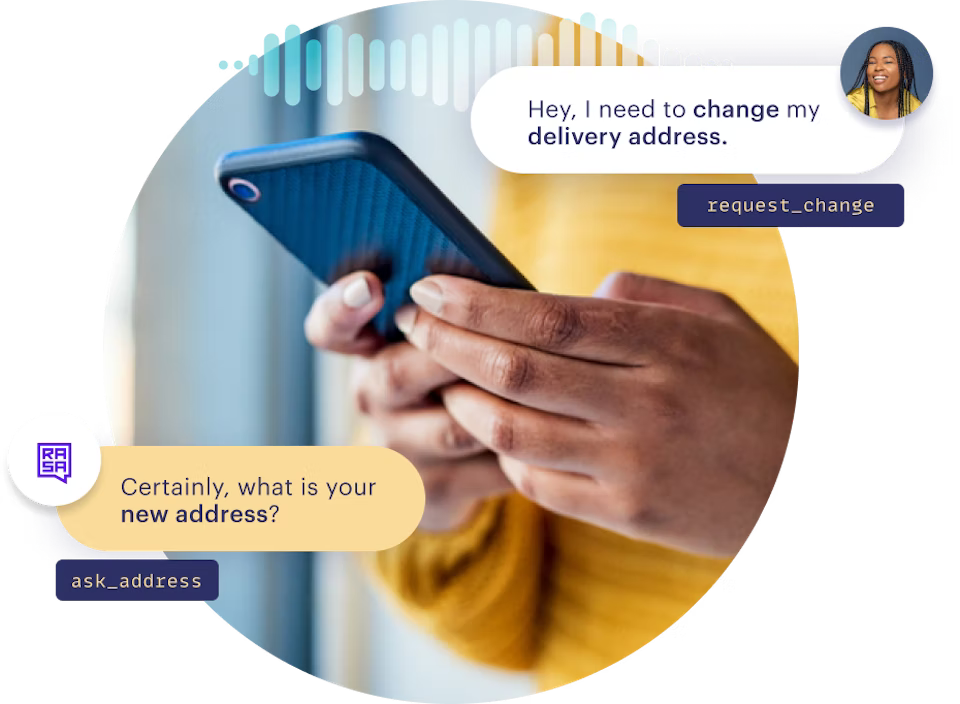 Hey, I need to change my
delivery address.
request_change
RA
SA
Certainly, what is your
new address?
ask_address